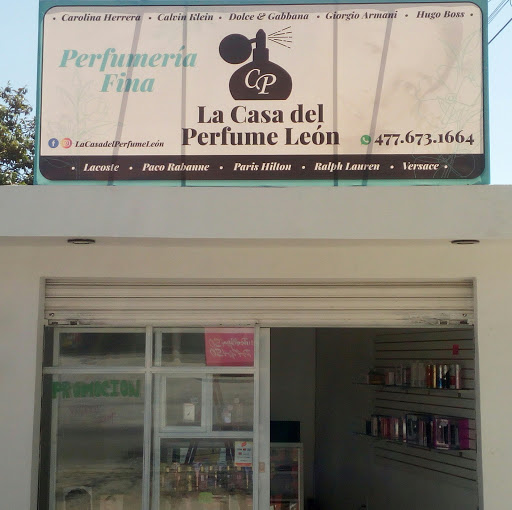 • Carolina Herrera • Calvin Klein • Dolce & Gabbana • Giorgio Armani • Hugo Boss •
Perfumería
Fina
CP
La Casa del
Perfume León
LaCasadelPerfumeLeón
477.673.1664
• Lacoste • Paco Rabanne • Paris Hilton • Ralph Lauren • Versace •
PROMOCION